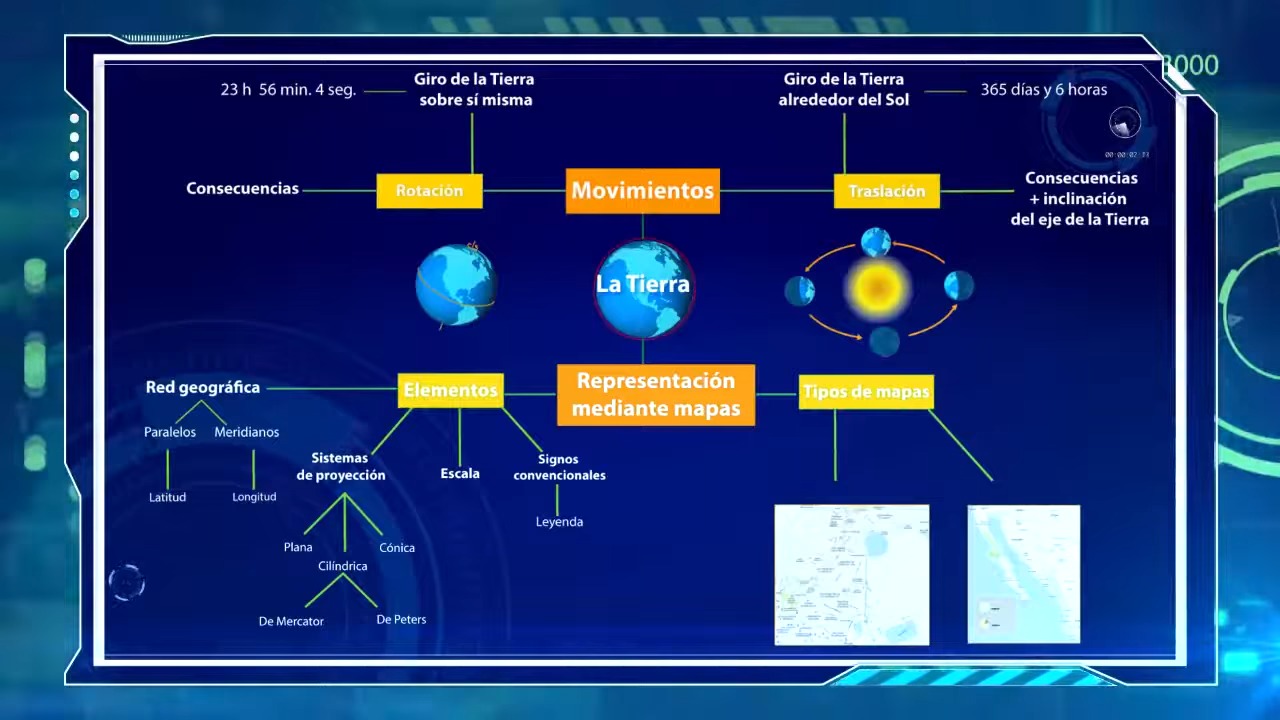 3000
Giro de la Tierra
sobre sí misma
23 h 56 min. 4 seg.
Giro de la Tierra
alrededor del Sol
365 días y 6 horas
Consecuencias
Rotación
Movimientos
Traslación
Consecuencias
+ inclinación
del eje de la Tierra
La Tierra
Red geográfica
Elementos
Representación
mediante mapas
Tipos de mapas
Paralelos
Meridianos
Latitud
Longitud
Sistemas
de proyección
Escala
Signos
convencionales
Leyenda
Plana
Cónica
Cilíndrica
De Mercator
De Peters